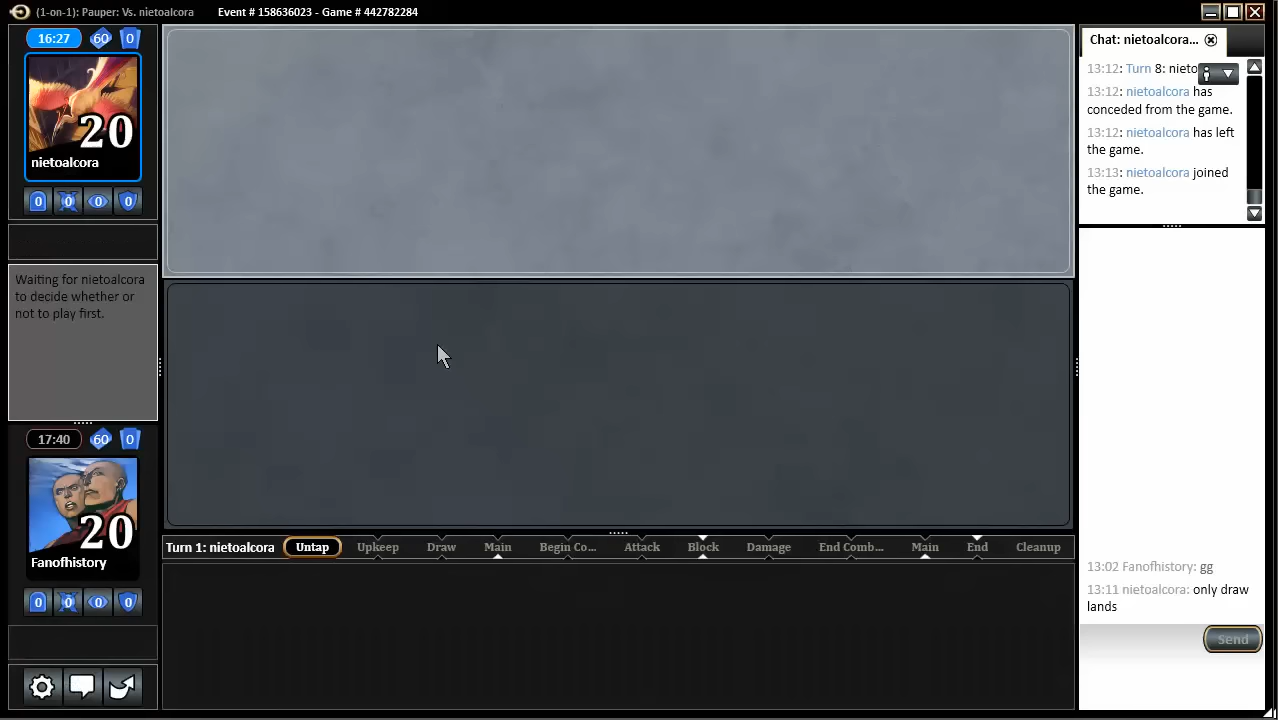 (1-on-1): Pauper: Vs. nietoalcora
Event # 158636023 - Game # 442782284
16:27
60
0
20
nietoalcora
0
0
0
0
Waiting for nietoalcora
to decide whether or
not to play first.
17:40
60
0
20
Fanofhistory
0
0
0
0
Turn 1: nietoalcora
Untap
Upkeep
Draw
Main
Begin Co...
Attack
Block
Damage
End Comb...
Main
End
Cleanup
Chat: nietoalcora...
13:12: Turn 8: nieto
13:12: nietoalcora has
conceded from the game.
13:12: nietoalcora has left
the game.
13:13: nietoalcora joined
the game.
13:02 Fanofhistory: gg
13:11 nietoalcora: only draw
lands
Send